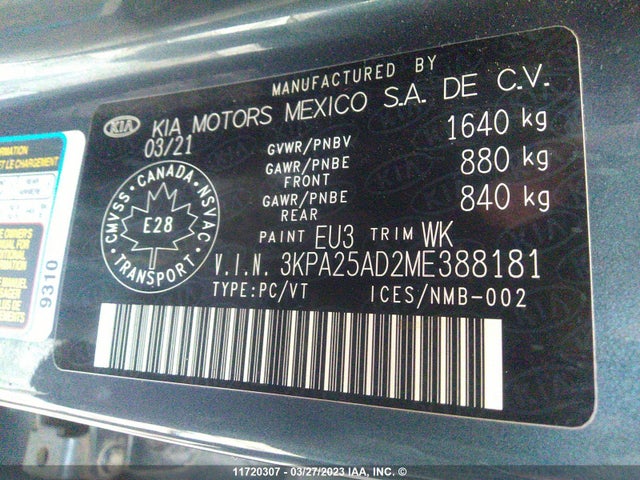 MANUFACTURED BY
KIA KIA MOTORS MEXICO S.A. DE C.V.
03/21
GVWR/PNBV 1640 kg
GAWR/PNBE FRONT 880 kg
GAWR/PNBE REAR 840 kg
CANADA NSVAC TRANSPORT CMVSS
E28
PAINT EU3 TRIM WK
V.I.N. 3KPA25AD2ME388181
TYPE:PC/VT ICES/NMB-002
9310
11720307 - 03/27/2023 IAA, INC. ©